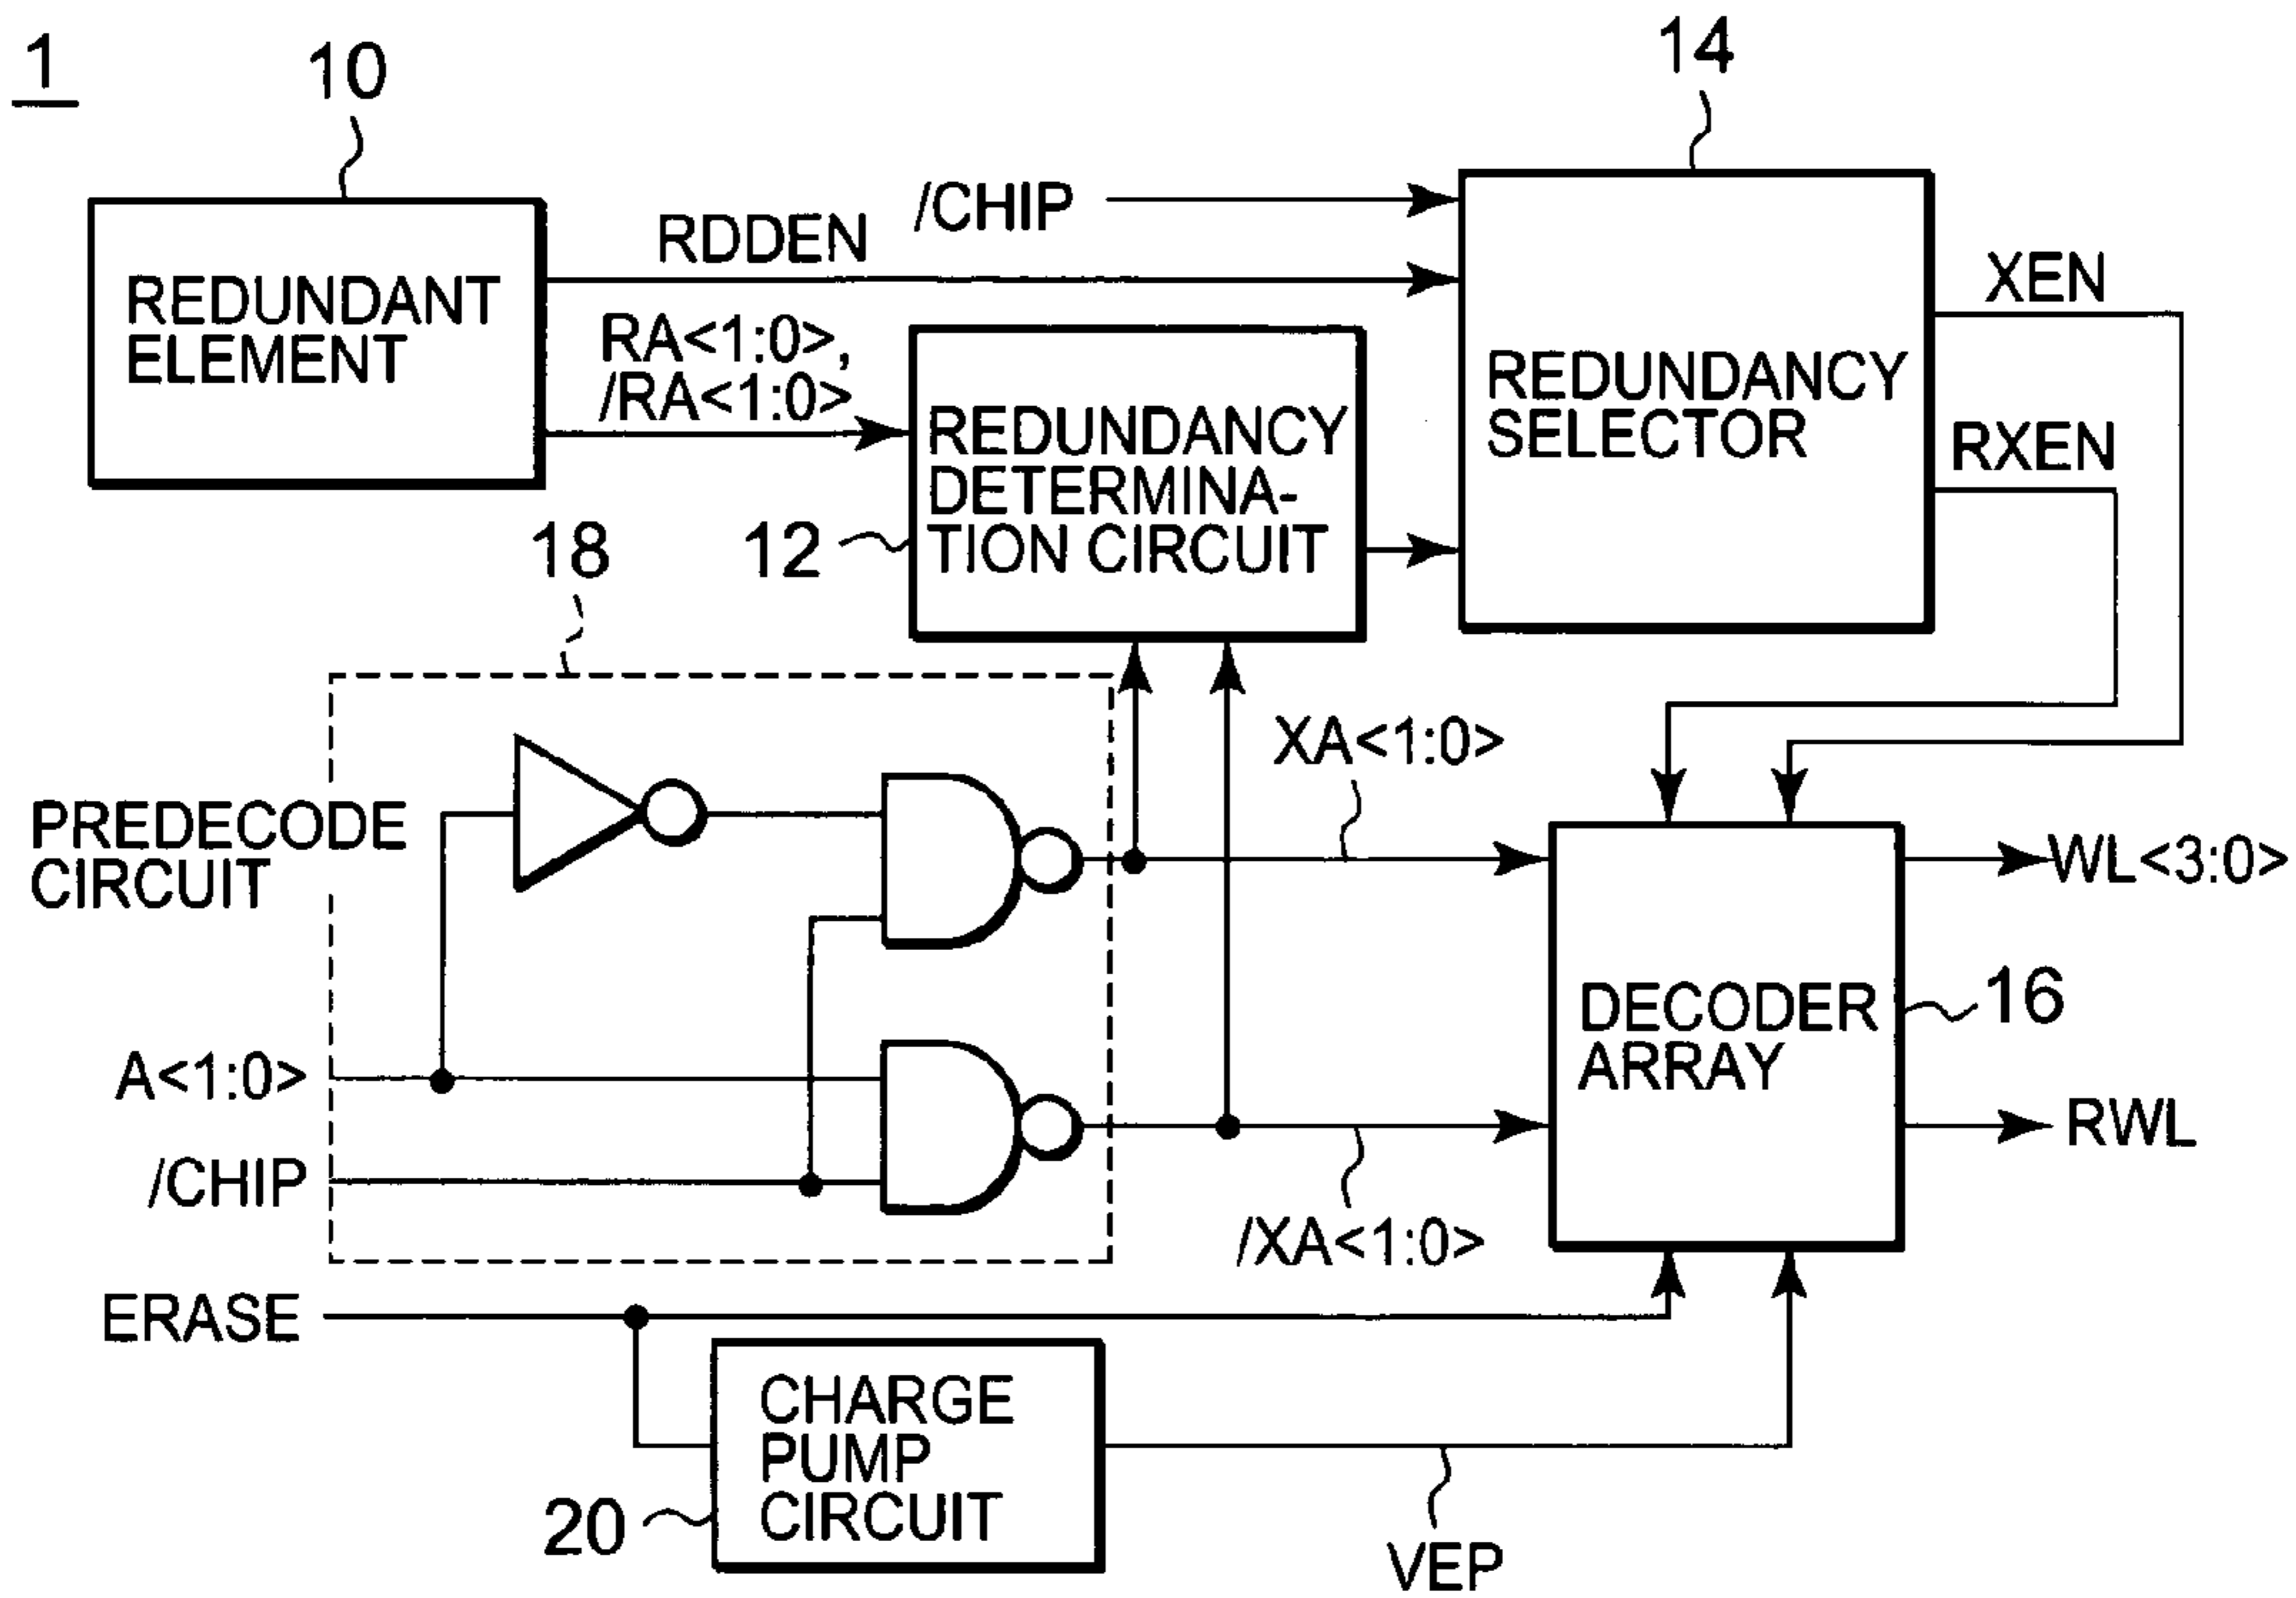 1
10
14
/CHIP
RDDEN
XEN
REDUNDANT
ELEMENT
RA<1:0>,
/RA<1:0>
REDUNDANCY
SELECTOR
RXEN
REDUNDANCY
DETERMINA-
TION CIRCUIT
12
18
XA<1:0>
PREDECODE
CIRCUIT
WL<3:0>
DECODER
ARRAY
16
A<1:0>
RWL
/CHIP
/XA<1:0>
ERASE
CHARGE
PUMP
CIRCUIT
20
VEP